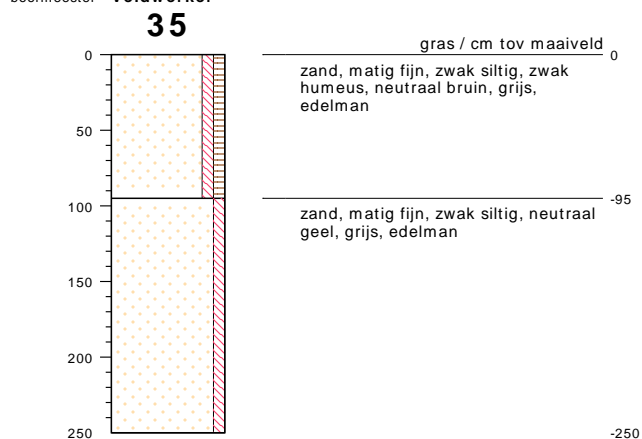 boormeester Veldwerker
35
gras / cm tov maaiveld
0
0
zand, matig fijn, zwak siltig, zwak
humeus, neutraal bruin, grijs,
edelman
50
-95
100
zand, matig fijn, zwak siltig, neutraal
geel, grijs, edelman
150
200
250
-250